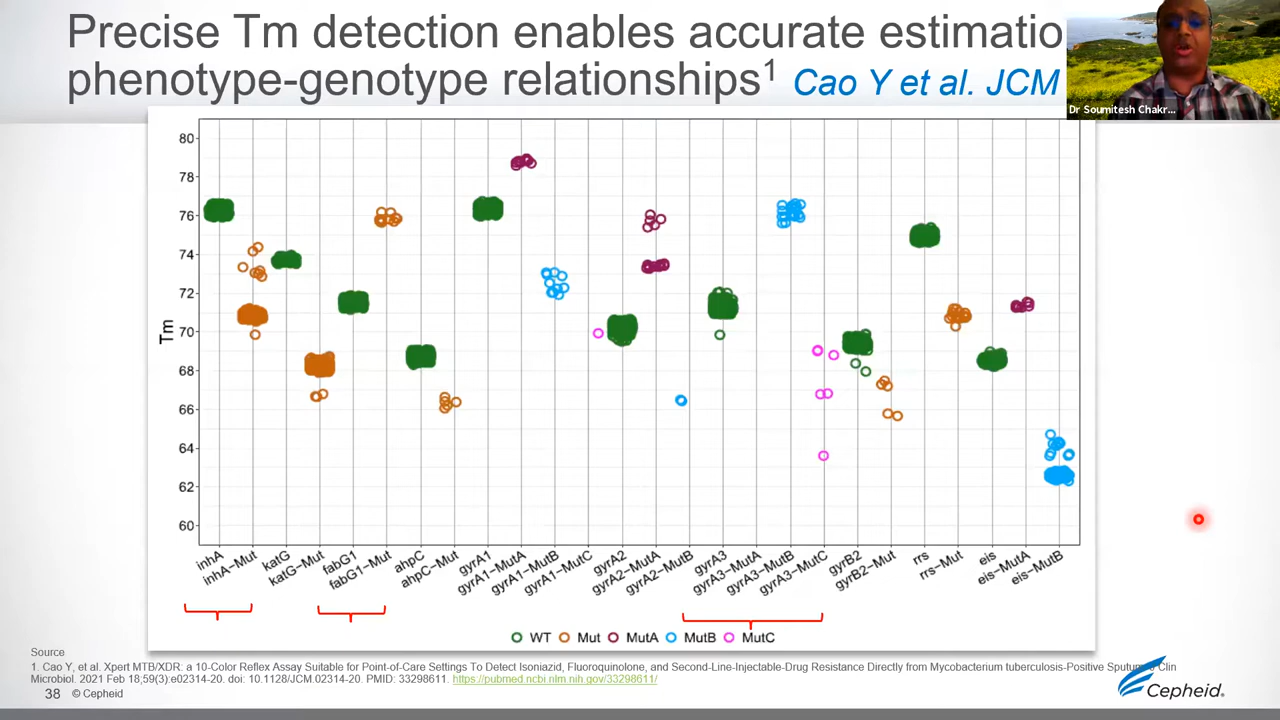 Precise Tm detection enables accurate estimatio
phenotype-genotype relationships¹ Cao Y et al. JCM
Dr Soumitesh Chakr...
80
78
76
74
72
70
68
66
64
62
60
Tm
inhA
inhA-Mut
katG
katG-Mut
fabG1
fabG1-Mut
ahpC
ahpC-Mut
gyrA1
gyrA1-MutA
gyrA1-MutB
gyrA1-MutC
gyrA2
gyrA2-MutA
gyrA2-MutB
gyrA3
gyrA3-MutA
gyrA3-MutB
gyrA3-MutC
gyrB2
gyrB2-Mut
rrs
rrs-Mut
eis
eis-MutA
eis-MutB
WT Mut MutA MutB MutC
Source
1. Cao Y, et al. Xpert MTB/XDR: a 10-Color Reflex Assay Suitable for Point-of-Care Settings To Detect Isoniazid, Fluoroquinolone, and Second-Line-Injectable-Drug Resistance Directly from Mycobacterium tuberculosis-Positive Clin
Microbiol. 2021 Feb 18;59(3):e02314-20. doi: 10.1128/JCM.02314-20. PMID: 33298611. https://pubmed.ncbi.nlm.nih.gov/33298611/
38 © Cepheid
Cepheid.